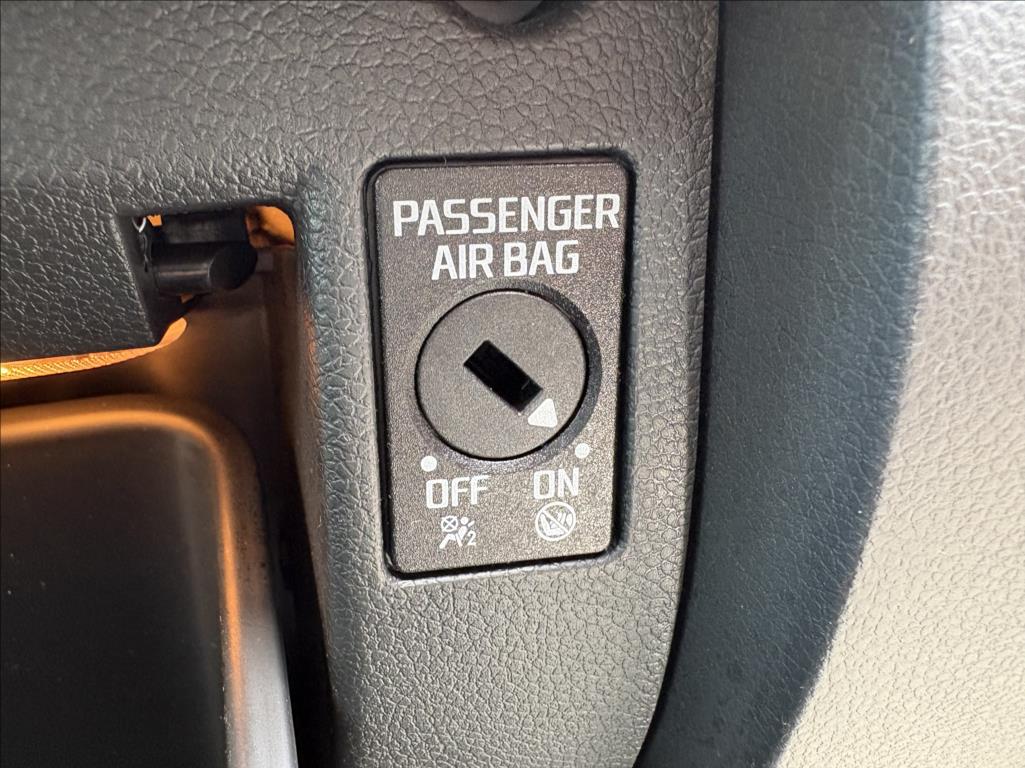 PASSENGER
AIR BAG
OFF ON
2